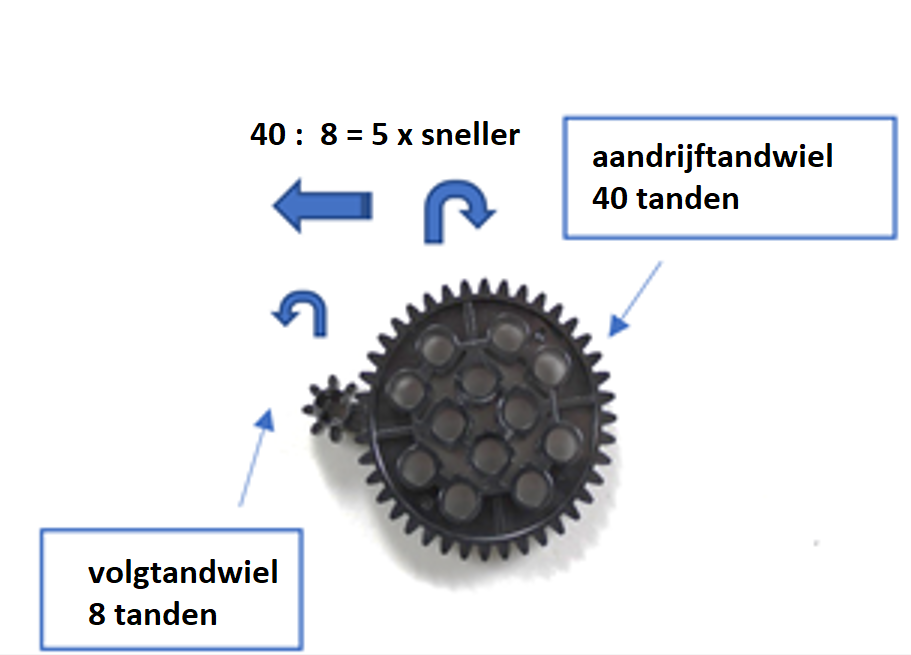 40 :  8 = 5 x sneller
aandrijftandwiel
40 tanden
volgtandwiel
8 tanden